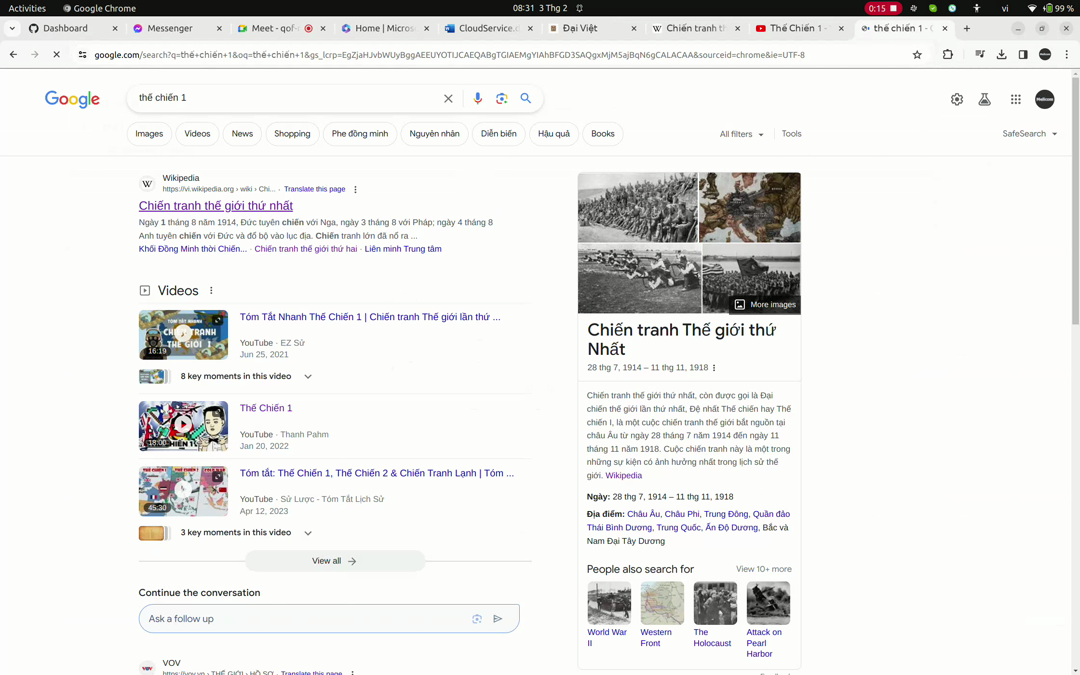 Activities
Google Chrome
08:31 3 Thg 2
0:15
vi
99 %
Dashboard
Messenger
Home | Micros
CloudService.
Đại Việt
Chiến tranh th
Thế Chiến 1 -
thế chiến 1 -
google.com/search?q=thế+chiến+1&oq=thế+chiến+1&gs_lcrp=EgZjaHJvbWUyBggAEEUYOTIJCAEQABgTGIAEMgYIAhBFGD3SAQgxMjM5ajBqN6gCALACAA&sourceid=chrome&ie=UTF-8
Google
thế chiến 1
Images
Videos
News
Shopping
Phe đồng minh
Nguyên nhân
Diễn biến
Hậu quả
Books
All filters
Tools
SafeSearch
W
Wikipedia
https://vi.wikipedia.org › wiki › Chi... · Translate this page
Chiến tranh thế giới thứ nhất
Ngày 1 tháng 8 năm 1914, Đức tuyên chiến với Nga, ngày 3 tháng 8 với Pháp; ngày 4 tháng 8
Anh tuyên chiến với Đức và đổ bộ vào lục địa. Chiến tranh lớn đã nổ ra ...
Khối Đồng Minh thời Chiến... · Chiến tranh thế giới thứ hai · Liên minh Trung tâm
Videos
16:19
Tóm Tắt Nhanh Thế Chiến 1 | Chiến tranh Thế giới lần thứ ...
YouTube · EZ Sử
Jun 25, 2021
8 key moments in this video
18:00
Thế Chiến 1
YouTube · Thanh Pahm
Jan 20, 2022
45:30
Tóm tắt: Thế Chiến 1, Thế Chiến 2 & Chiến Tranh Lạnh | Tóm ...
YouTube · Sử Lược - Tóm Tắt Lịch Sử
Apr 12, 2023
3 key moments in this video
View all
Continue the conversation
Ask a follow up
VOV
VOV
https://vov.vn › THẾ GIỚI › HỒ SƠ · Translate this page
More images
Chiến tranh Thế giới thứ
Nhất
28 thg 7, 1914 – 11 thg 11, 1918
Chiến tranh thế giới thứ nhất, còn được gọi là Đại
chiến thế giới lần thứ nhất, Đệ nhất Thế chiến hay Thế
chiến I, là một cuộc chiến tranh thế giới bắt nguồn tại
châu Âu từ ngày 28 tháng 7 năm 1914 đến ngày 11
tháng 11 năm 1918. Cuộc chiến tranh này là một trong
những sự kiện có ảnh hưởng nhất trong lịch sử thế
giới. Wikipedia
Ngày: 28 thg 7, 1914 – 11 thg 11, 1918
Địa điểm: Châu Âu, Châu Phi, Trung Đông, Quần đảo
Thái Bình Dương, Trung Quốc, Ấn Độ Dương, Bắc và
Nam Đại Tây Dương
People also search for
View 10+ more
World War
II
Western
Front
The
Holocaust
Attack on
Pearl
Harbor